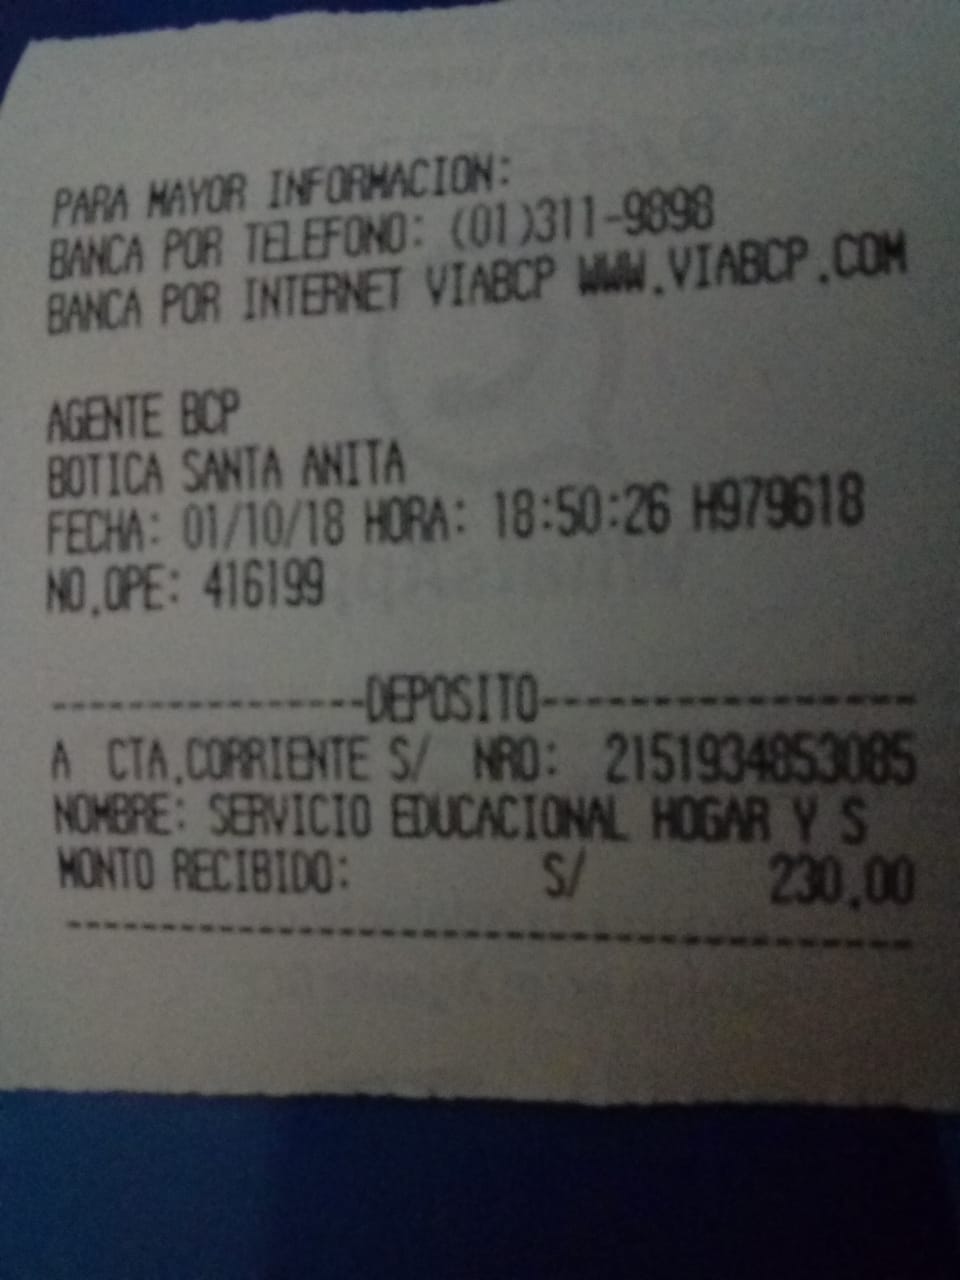 PARA MAYOR INFORMACION:
BANCA POR TELEFONO: (01)311-9898
BANCA POR INTERNET VIABCP WWW.VIABCP.COM
AGENTE BCP
BOTICA SANTA ANITA
FECHA: 01/10/18 HORA: 18:50:26 H979618
NO.OPE: 416199
---------------DEPOSITO------------------
A CTA.CORRIENTE S/ NRO: 2151934853085
NOMBRE: SERVICIO EDUCACIONAL HOGAR Y S
MONTO RECIBIDO: S/ 230.00
-----------------------------------------